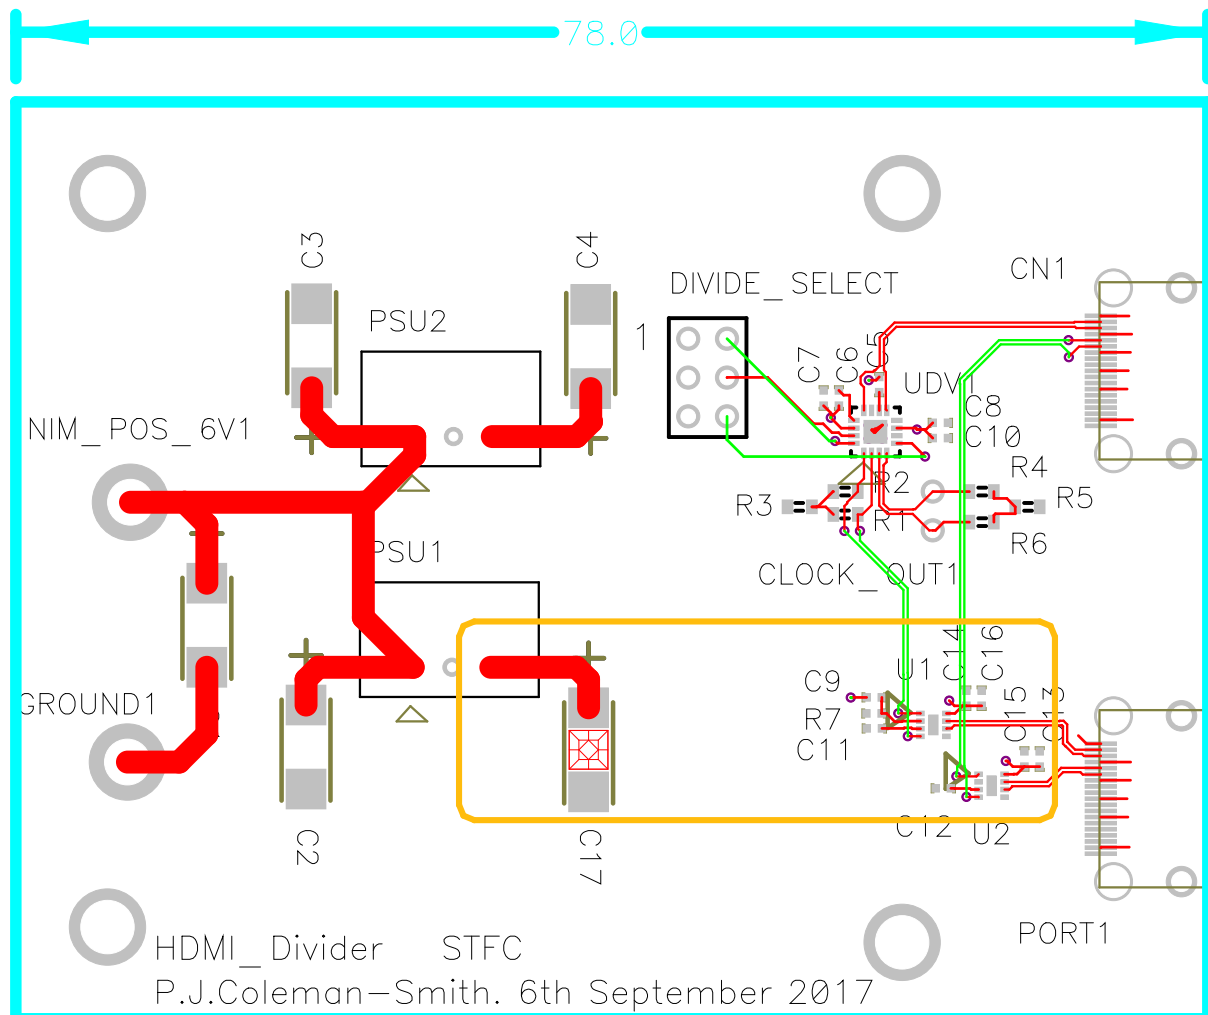 78.0
C3
C4
CN1
DIVIDE_SELECT
PSU2
1
C7
C6
C5
UDV1
C8
C10
NIM_POS_6V1
R4
R2
R3
R5
R1
R6
PSU1
CLOCK_OUT1
C14
C16
U1
C9
C15
C13
GROUND1
R7
C11
C12
U2
C2
C17
PORT1
HDMI_Divider STFC
P.J.Coleman-Smith. 6th September 2017